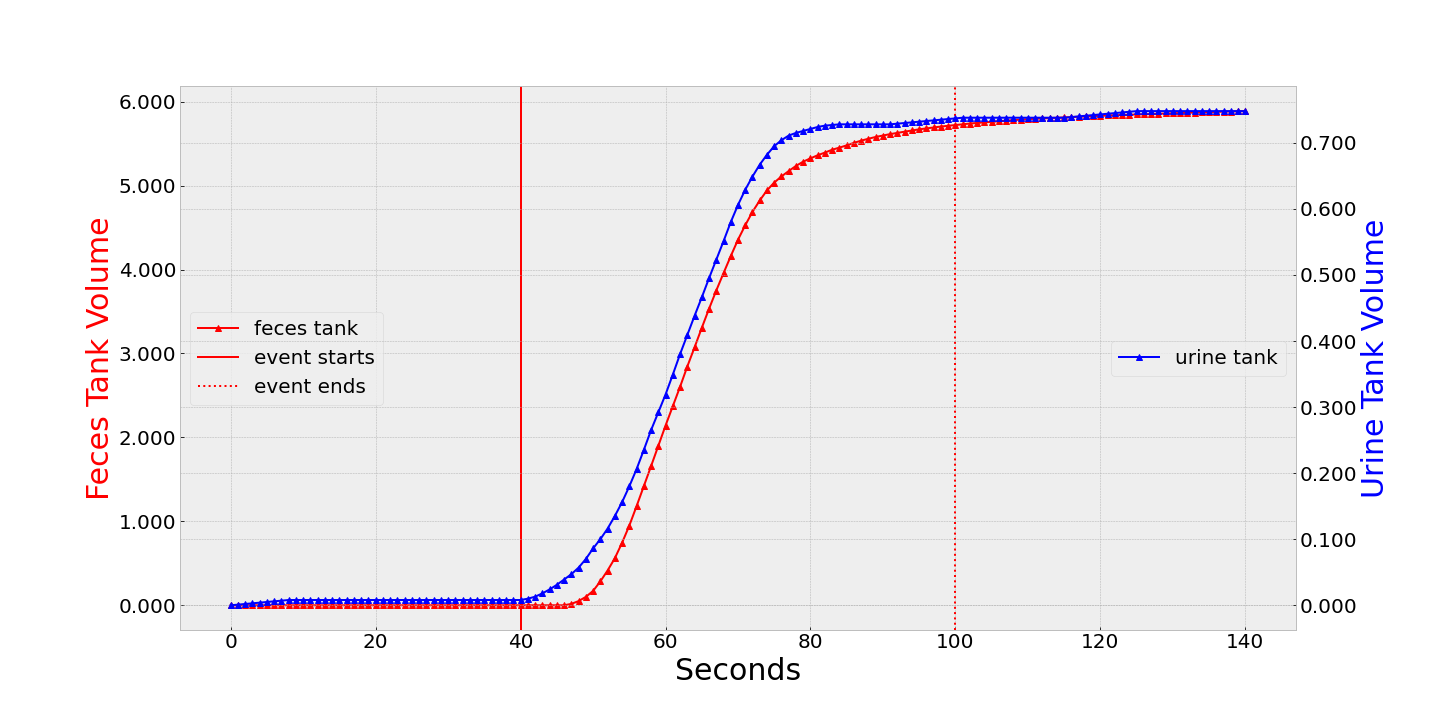 6.000
5.000
4.000
3.000
2.000
1.000
0.000
Feces Tank Volume
feces tank
event starts
event ends
urine tank
0.700
0.600
0.500
0.400
0.300
0.200
0.100
0.000
Urine Tank Volume
0 20 40 60 80 100 120 140
Seconds